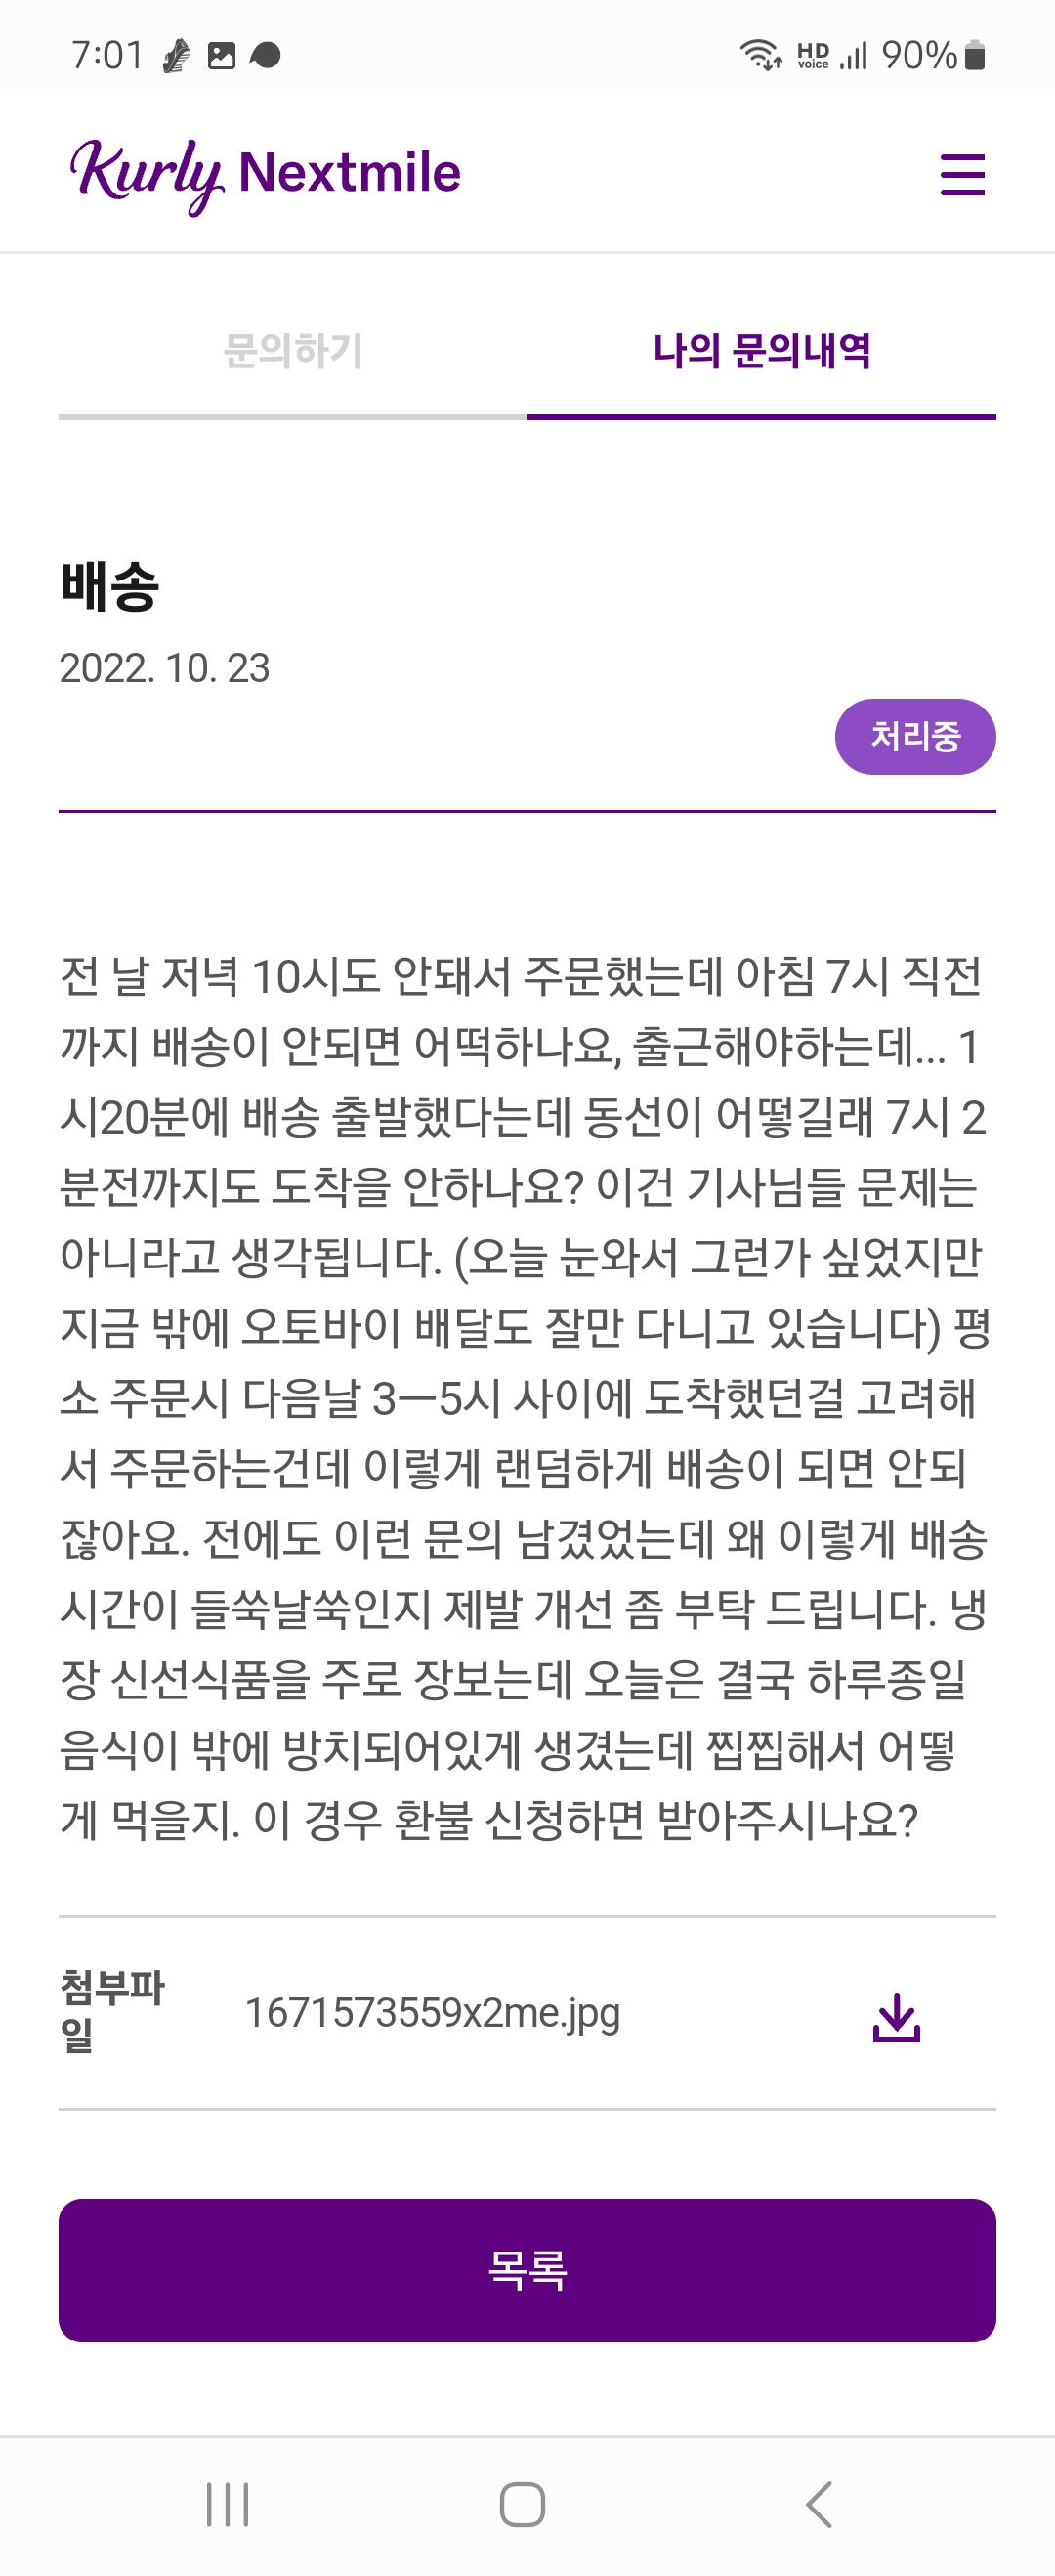 7:01
HD voice 90%
Kurly Nextmile
문의하기 나의 문의내역
배송
2022. 10. 23
처리중
전 날 저녁 10시도 안돼서 주문했는데 아침 7시 직전
까지 배송이 안되면 어떡하나요, 출근해야하는데... 1
시20분에 배송 출발했다는데 동선이 어떻길래 7시 2
분전까지도 도착을 안하나요? 이건 기사님들 문제는
아니라고 생각됩니다. (오늘 눈와서 그런가 싶었지만
지금 밖에 오토바이 배달도 잘만 다니고 있습니다) 평
소 주문시 다음날 3ㅡ5시 사이에 도착했던걸 고려해
서 주문하는건데 이렇게 랜덤하게 배송이 되면 안되
잖아요. 전에도 이런 문의 남겼었는데 왜 이렇게 배송
시간이 들쑥날쑥인지 제발 개선 좀 부탁 드립니다. 냉
장 신선식품을 주로 장보는데 오늘은 결국 하루종일
음식이 밖에 방치되어있게 생겼는데 찝찝해서 어떻
게 먹을지. 이 경우 환불 신청하면 받아주시나요?
첨부파
일
1671573559x2me.jpg
목록